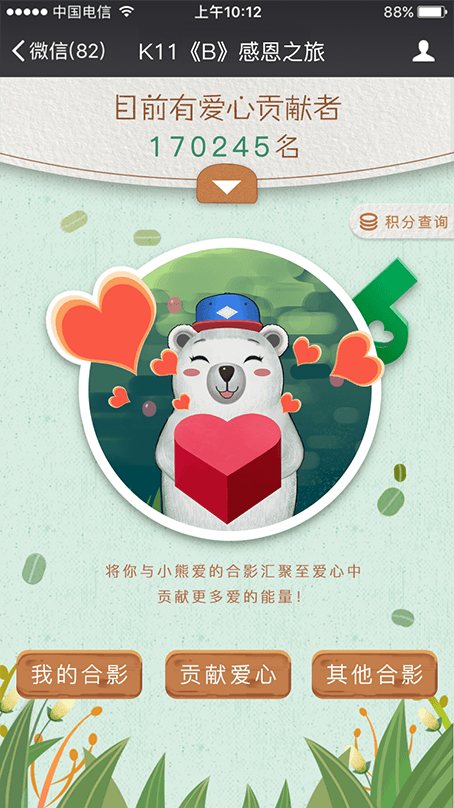 中国电信 上午10:12 88%
微信(82) K11《B》感恩之旅
目前有爱心贡献者
170245名
积分查询
将你与小熊爱的合影汇聚至爱心中
贡献更多爱的能量!
我的合影 贡献爱心 其他合影